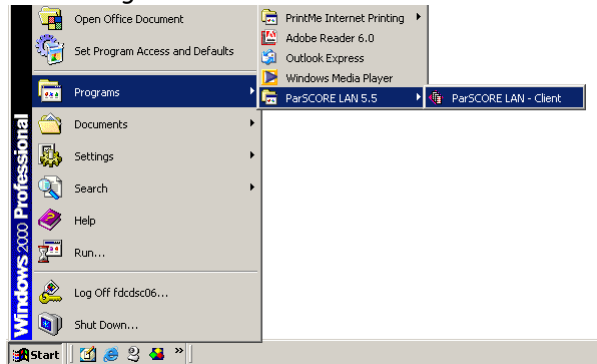 Open Office Document
Set Program Access and Defaults
Programs
Documents
Settings
Search
Help
Run...
Log Off fdcdsc06...
Shut Down...
Windows 2000 Professional
Start
»
PrintMe Internet Printing
Adobe Reader 6.0
Outlook Express
Windows Media Player
ParSCORE LAN 5.5
ParSCORE LAN - Client